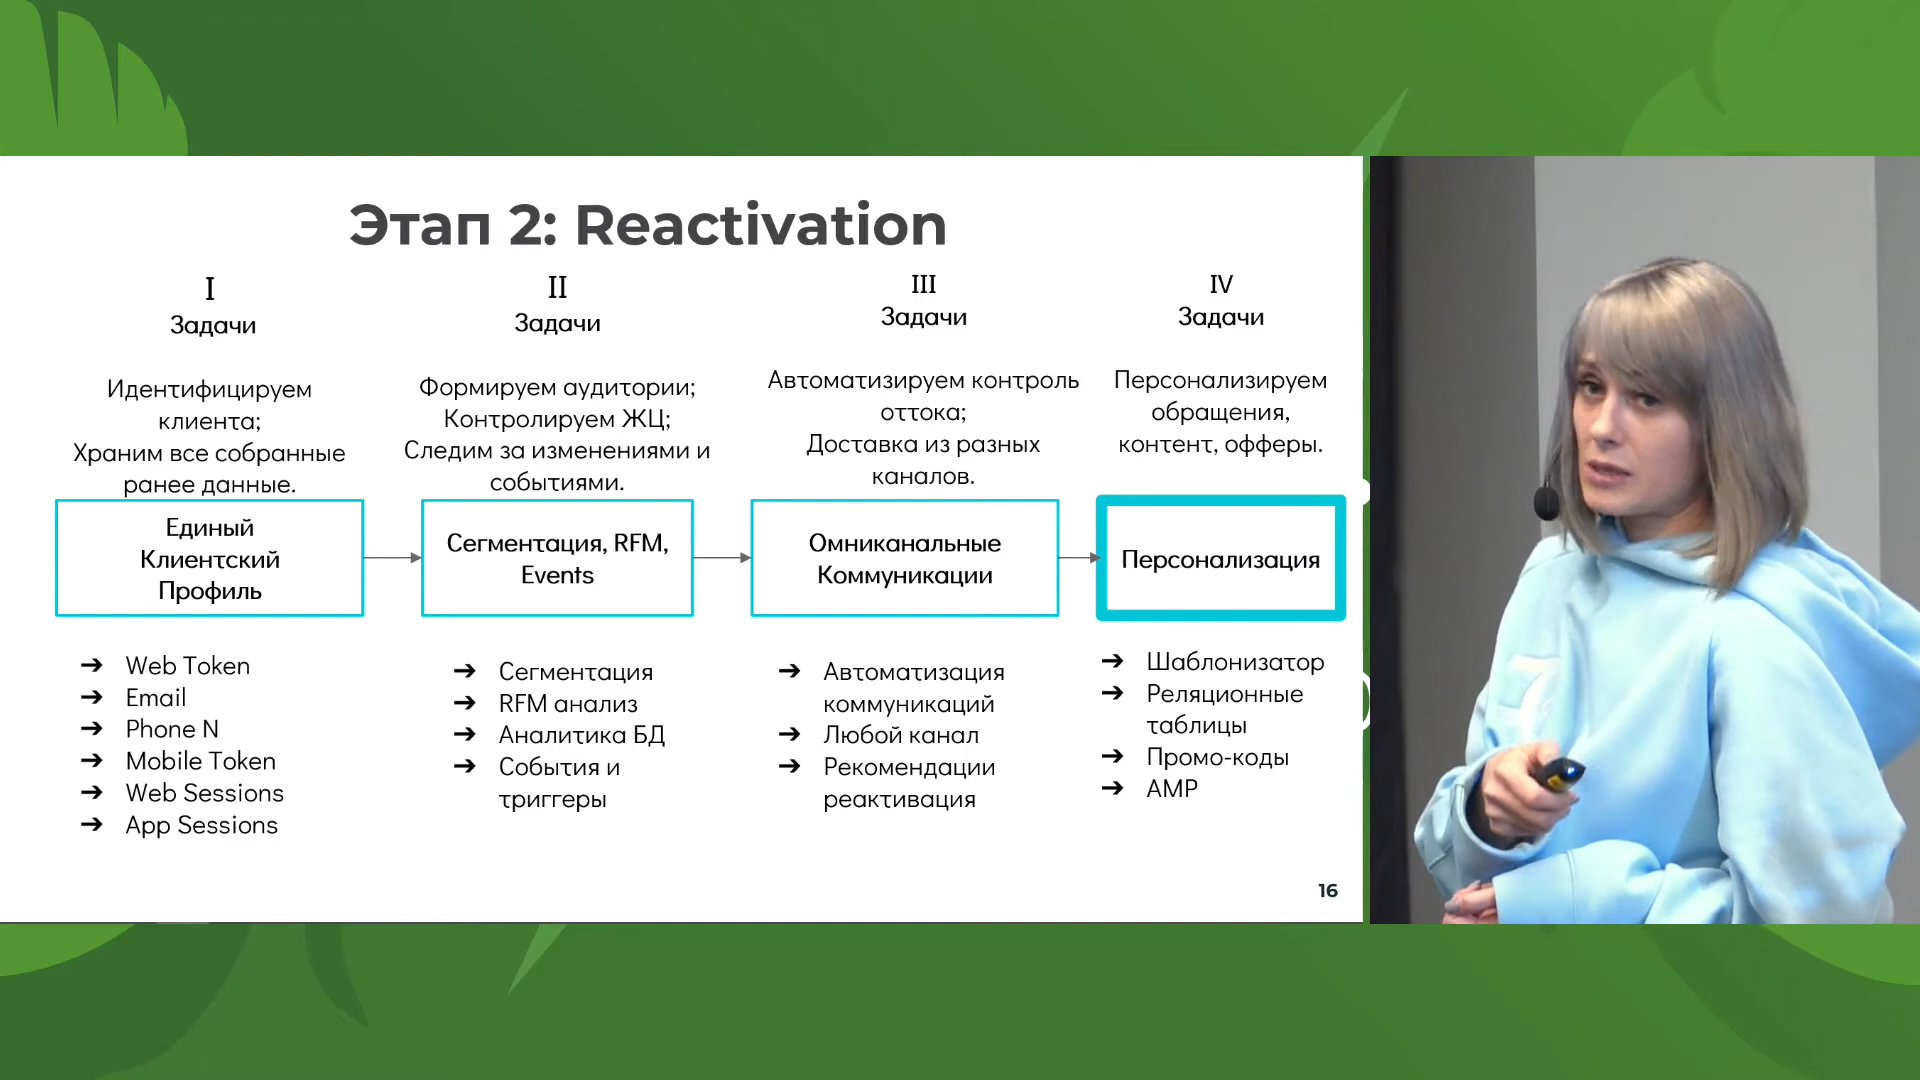 Этап 2: Reactivation
I
Задачи
Идентифицируем
клиента;
Храним все собранные
ранее данные.
Единый
Клиентский
Профиль
➔ Web Token
➔ Email
➔ Phone N
➔ Mobile Token
➔ Web Sessions
➔ App Sessions
II
Задачи
Формируем аудитории;
Контролируем ЖЦ;
Следим за изменениями и
событиями.
Сегментация, RFM,
Events
➔ Сегментация
➔ RFM анализ
➔ Аналитика БД
➔ События и
триггеры
III
Задачи
Автоматизируем контроль
оттока;
Доставка из разных
каналов.
Омниканальные
Коммуникации
➔ Автоматизация
коммуникаций
➔ Любой канал
➔ Рекомендации
реактивация
IV
Задачи
Персонализируем
обращения,
контент, офферы.
Персонализация
➔ Шаблонизатор
➔ Реляционные
таблицы
➔ Промо-коды
➔ AMP
16